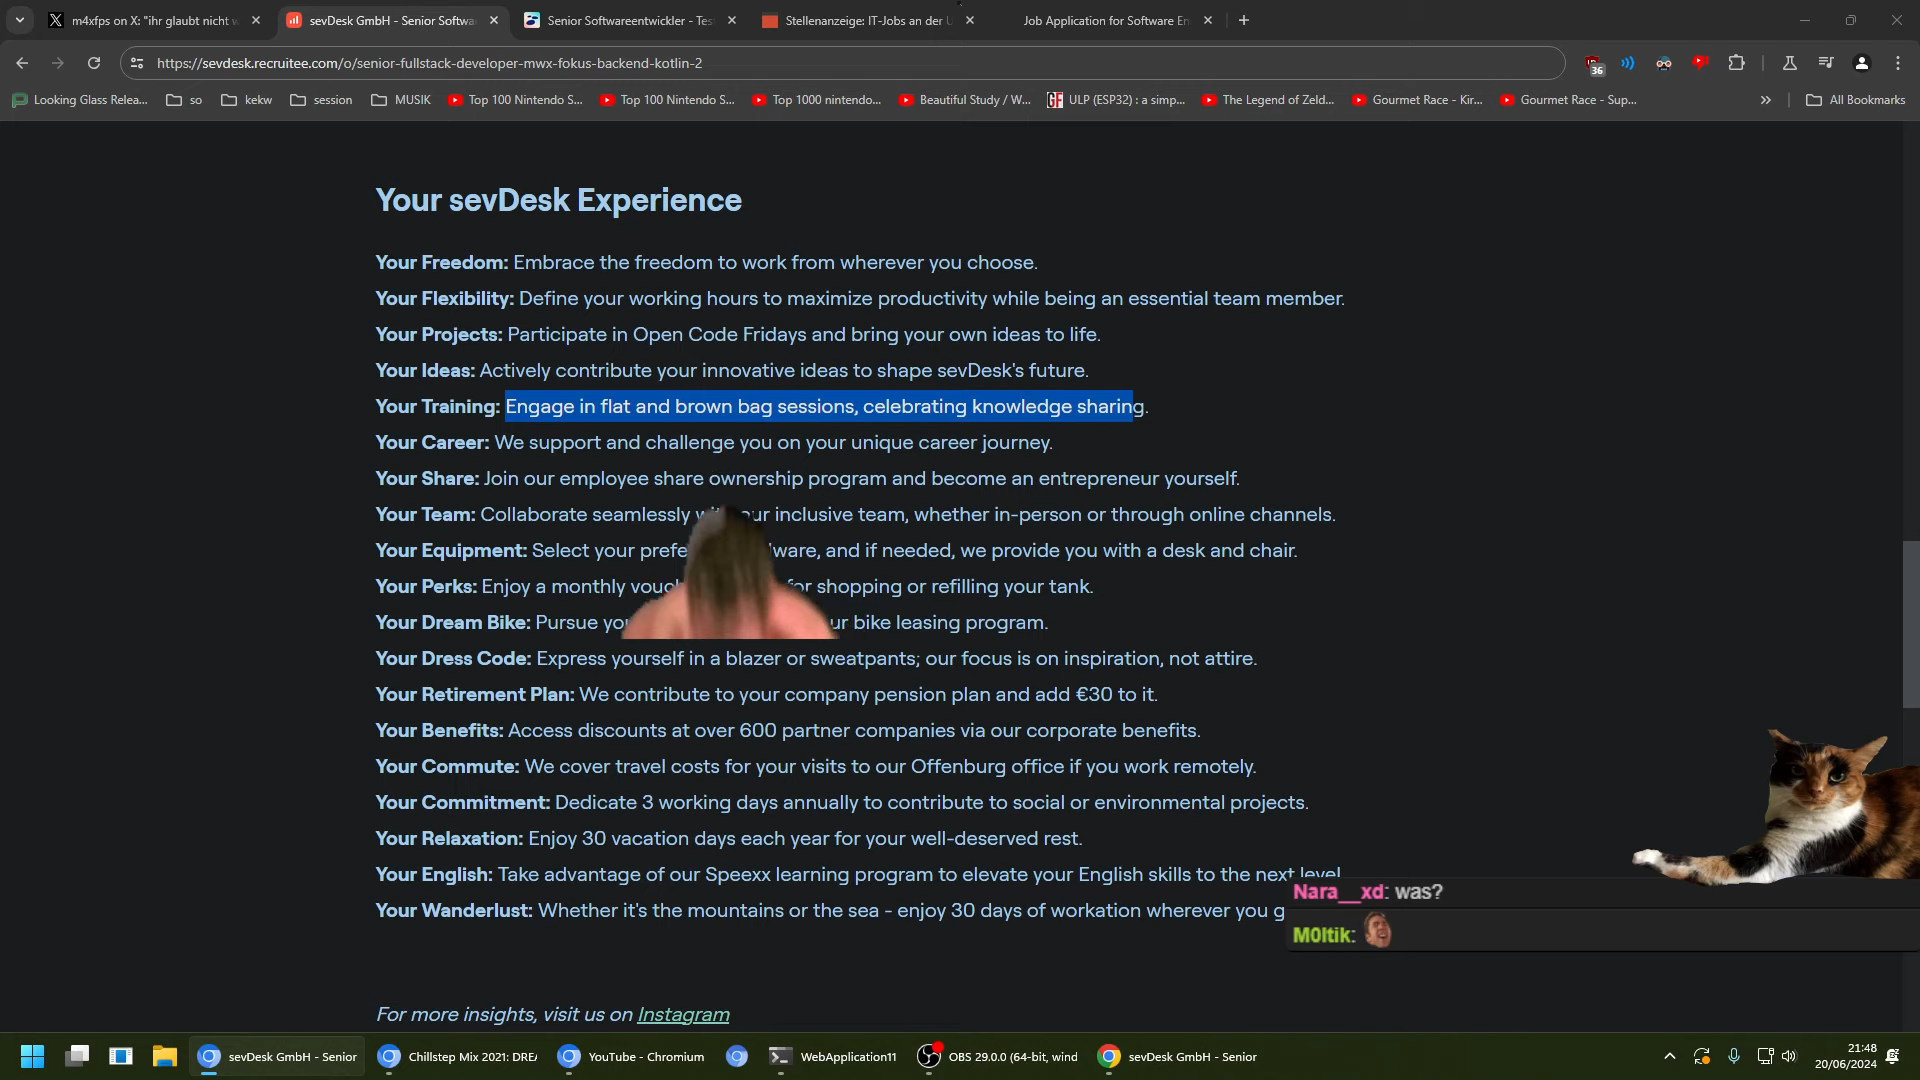 m4xfps on X: "ihr glaubt nicht w
sevDesk GmbH - Senior Softwa
Senior Softwareentwickler - Tes
Stellenanzeige: IT-Jobs an der U
Job Application for Software En
https://sevdesk.recruitee.com/o/senior-fullstack-developer-mwx-fokus-backend-kotlin-2
36
Looking Glass Relea...
so
kekw
session
MUSIK
Top 100 Nintendo S...
Top 100 Nintendo S...
Top 1000 nintendo...
Beautiful Study / W...
GF
ULP (ESP32) : a simp...
The Legend of Zeld...
Gourmet Race - Kir...
Gourmet Race - Sup...
All Bookmarks
Your sevDesk Experience
Your Freedom: Embrace the freedom to work from wherever you choose.
Your Flexibility: Define your working hours to maximize productivity while being an essential team member.
Your Projects: Participate in Open Code Fridays and bring your own ideas to life.
Your Ideas: Actively contribute your innovative ideas to shape sevDesk's future.
Your Training: Engage in flat and brown bag sessions, celebrating knowledge sharing.
Your Career: We support and challenge you on your unique career journey.
Your Share: Join our employee share ownership program and become an entrepreneur yourself.
Your Team: Collaborate seamlessly inclusive team, whether in-person or through online channels.
Your Equipment: Select your and if needed, we provide you with a desk and chair.
Your Perks: Enjoy a monthly for shopping or refilling your tank.
Your Dream Bike: Pursue bike leasing program.
Your Dress Code: Express yourself in a blazer or sweatpants; our focus is on inspiration, not attire.
Your Retirement Plan: We contribute to your company pension plan and add €30 to it.
Your Benefits: Access discounts at over 600 partner companies via our corporate benefits.
Your Commute: We cover travel costs for your visits to our Offenburg office if you work remotely.
Your Commitment: Dedicate 3 working days annually to contribute to social or environmental projects.
Your Relaxation: Enjoy 30 vacation days each year for your well-deserved rest.
Your English: Take advantage of our Speexx learning program to elevate your English skills to the next level
Your Wanderlust: Whether it's the mountains or the sea - enjoy 30 days of workation wherever you g
Nara__xd: was?
M0ltik:
For more insights, visit us on Instagram
sevDesk GmbH - Senior
Chillstep Mix 2021: DREA
YouTube - Chromium
WebApplication11
OBS 29.0.0 (64-bit, wind
sevDesk GmbH - Senior
21:48
20/06/2024